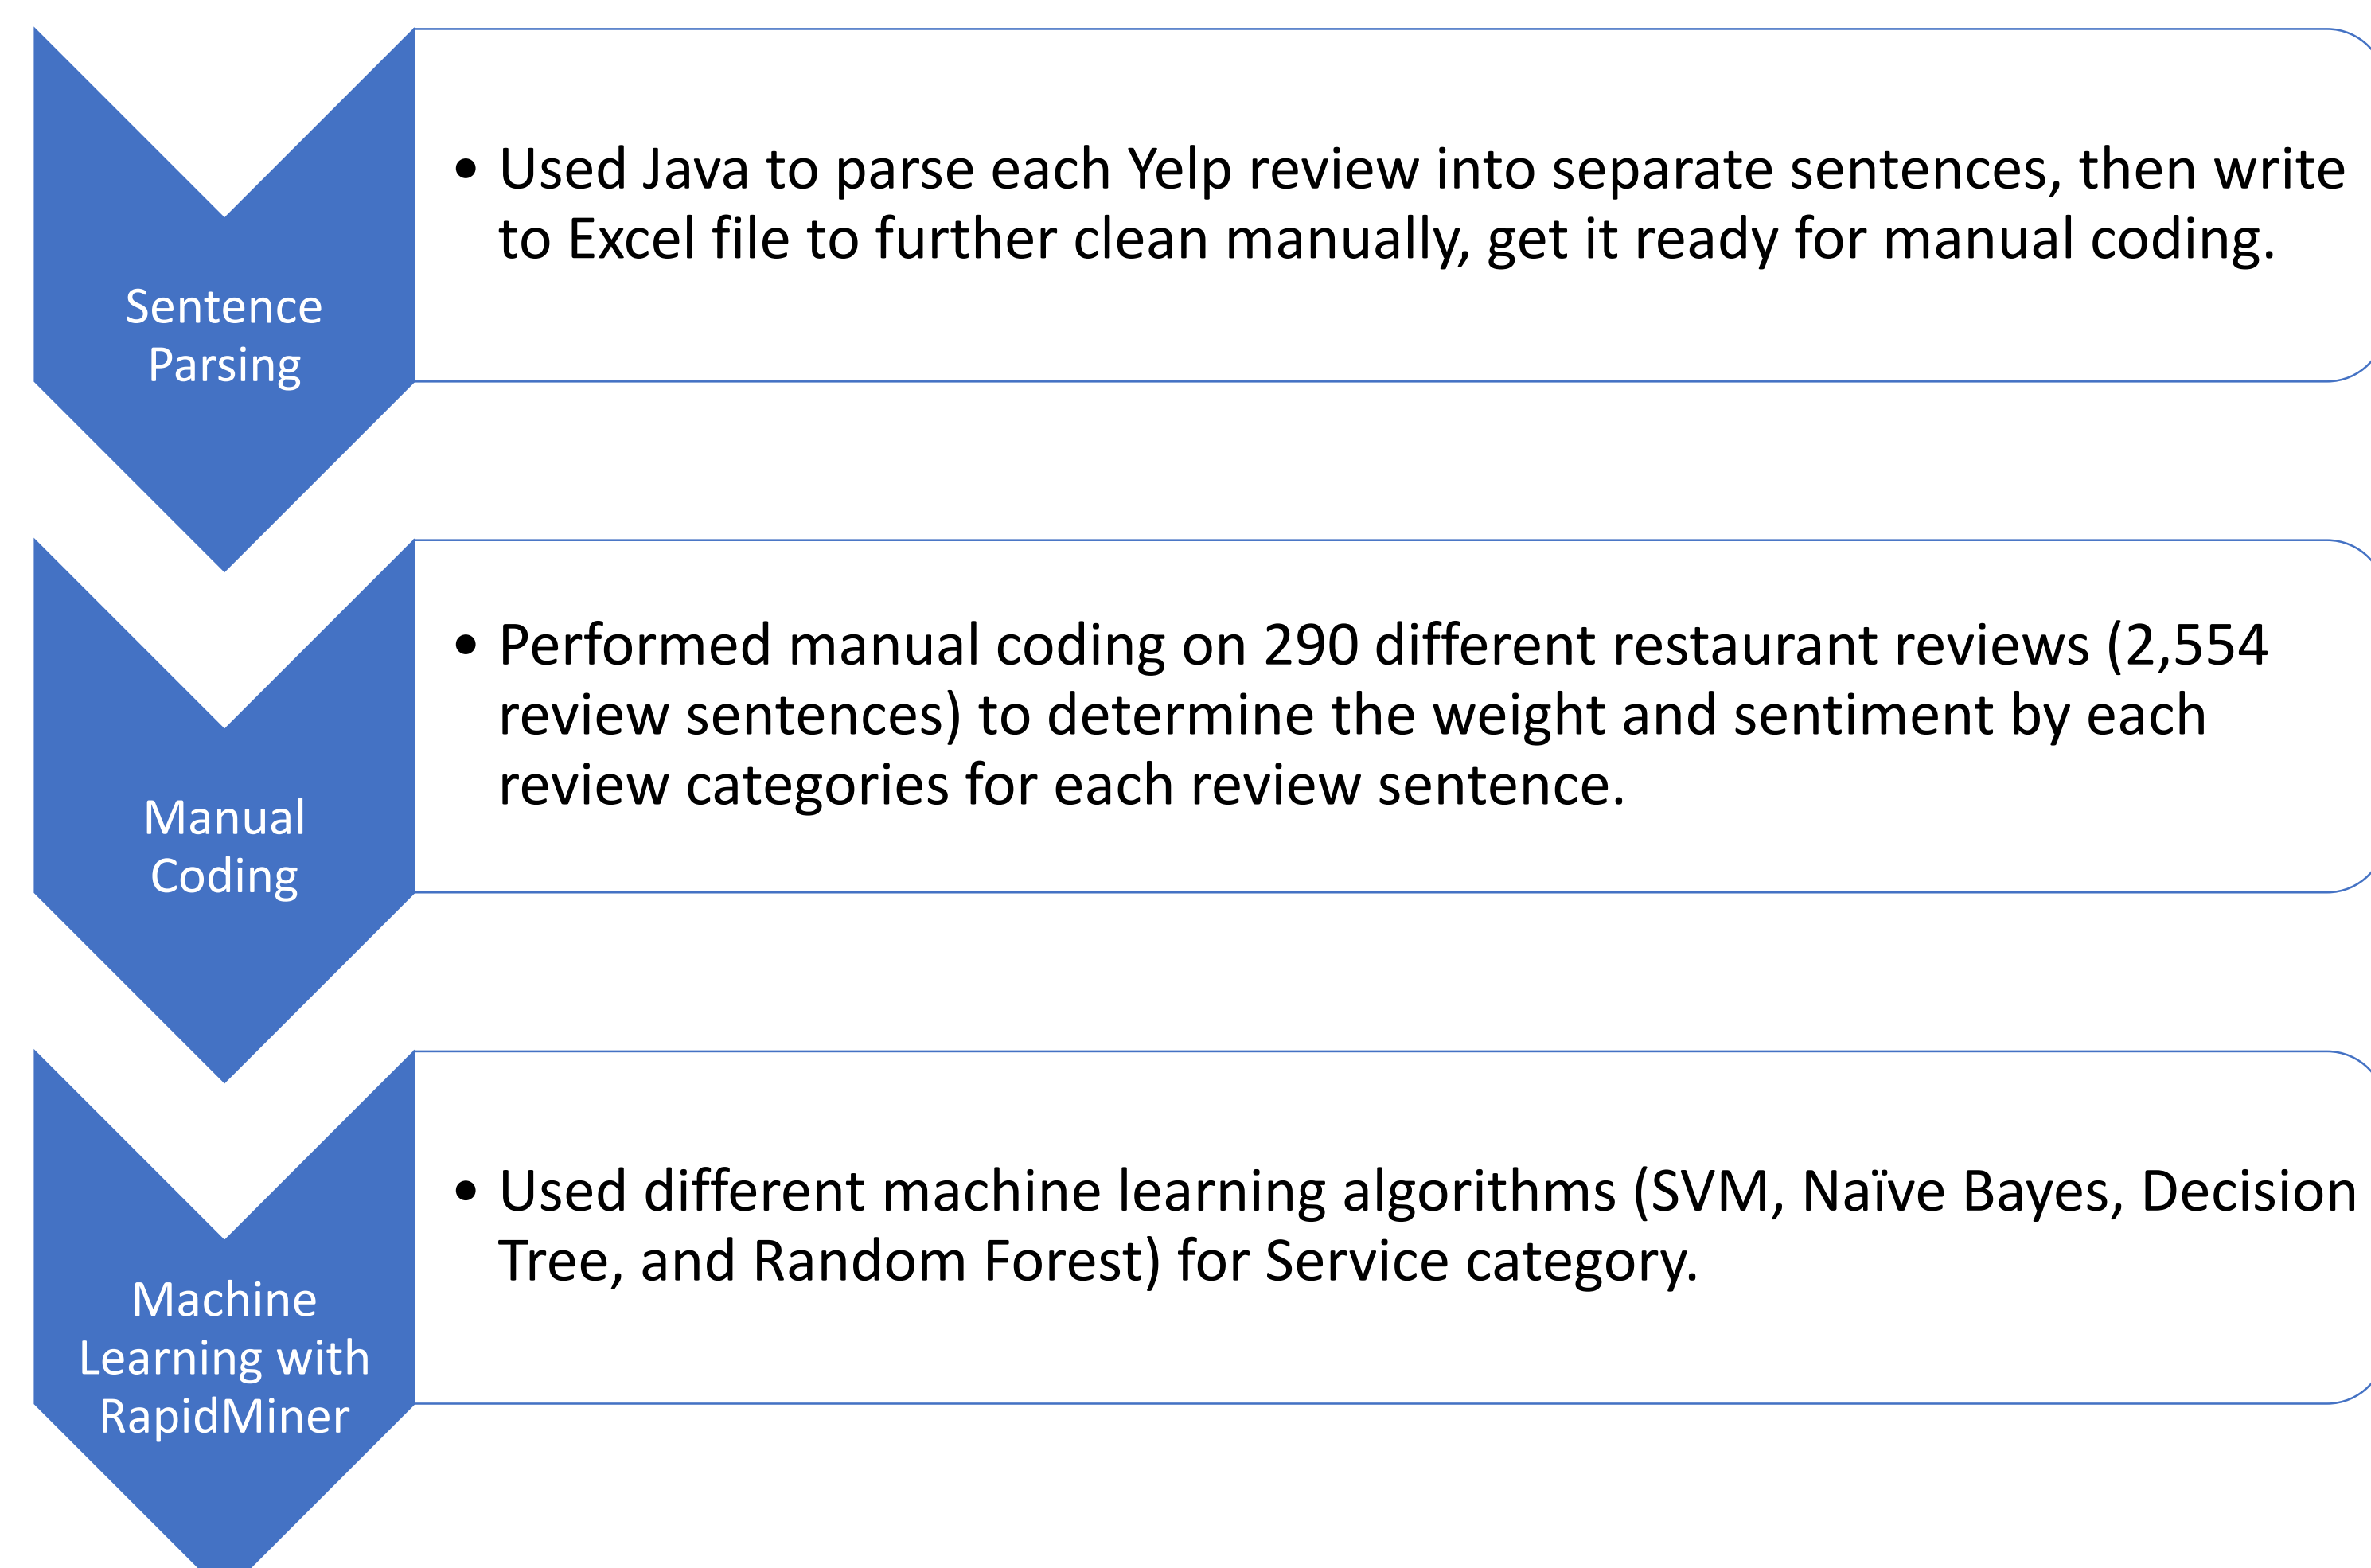 Sentence
Parsing
• Used Java to parse each Yelp review into separate sentences, then write
to Excel file to further clean manually, get it ready for manual coding.
Manual
Coding
• Performed manual coding on 290 different restaurant reviews (2,554
review sentences) to determine the weight and sentiment by each
review categories for each review sentence.
Machine
Learning with
RapidMiner
• Used different machine learning algorithms (SVM, Naïve Bayes, Decision
Tree, and Random Forest) for Service category.